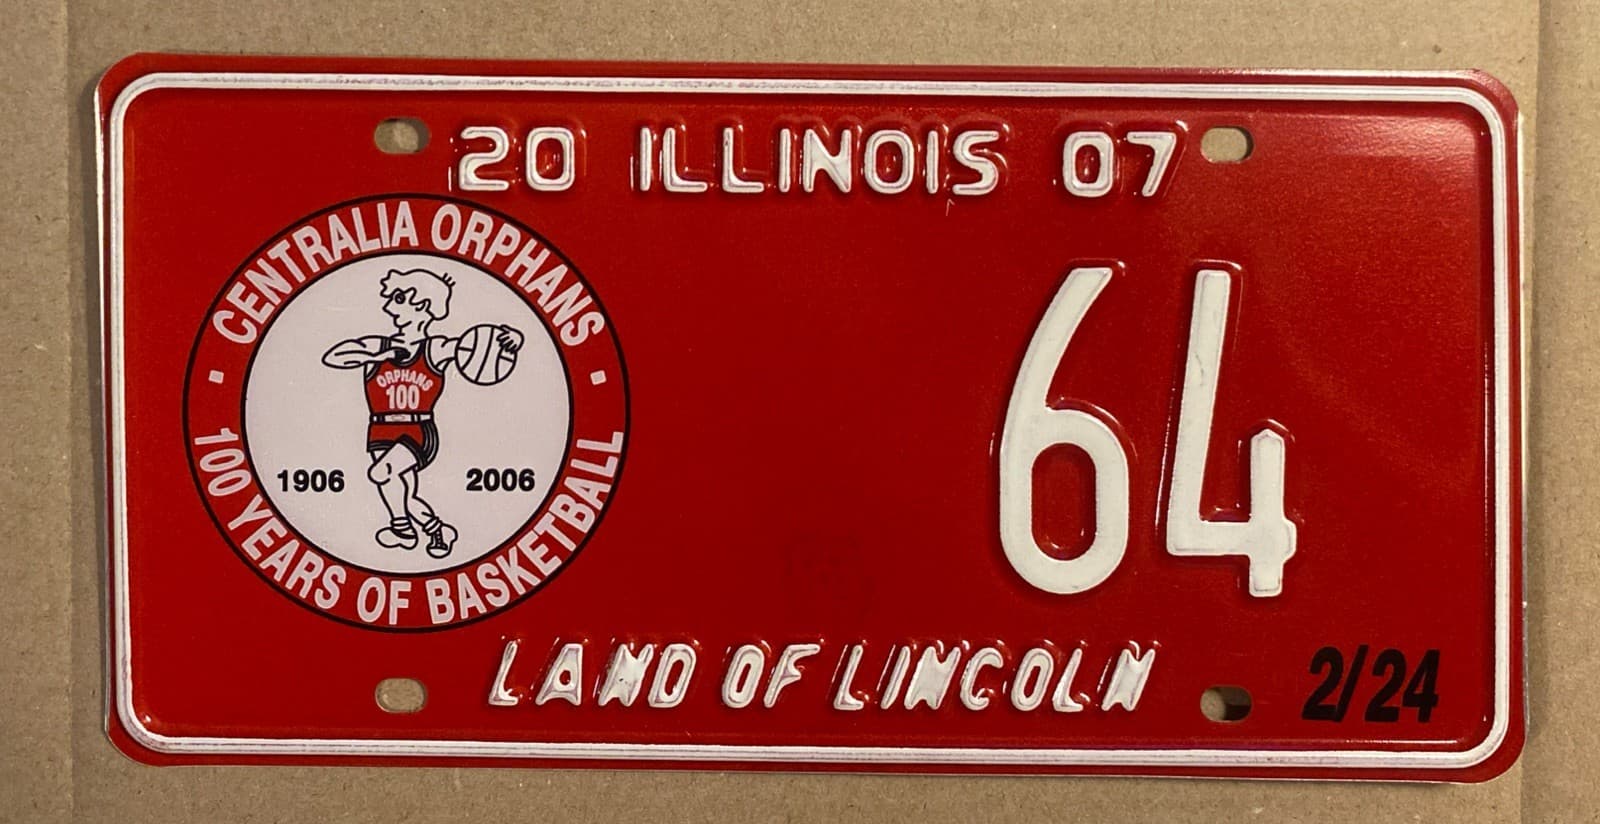 20 ILLINOIS 07
CENTRALIA ORPHANS
ORPHANS
100
1906 2006
100 YEARS OF BASKETBALL
64
LAND OF LINCOLN
2/24